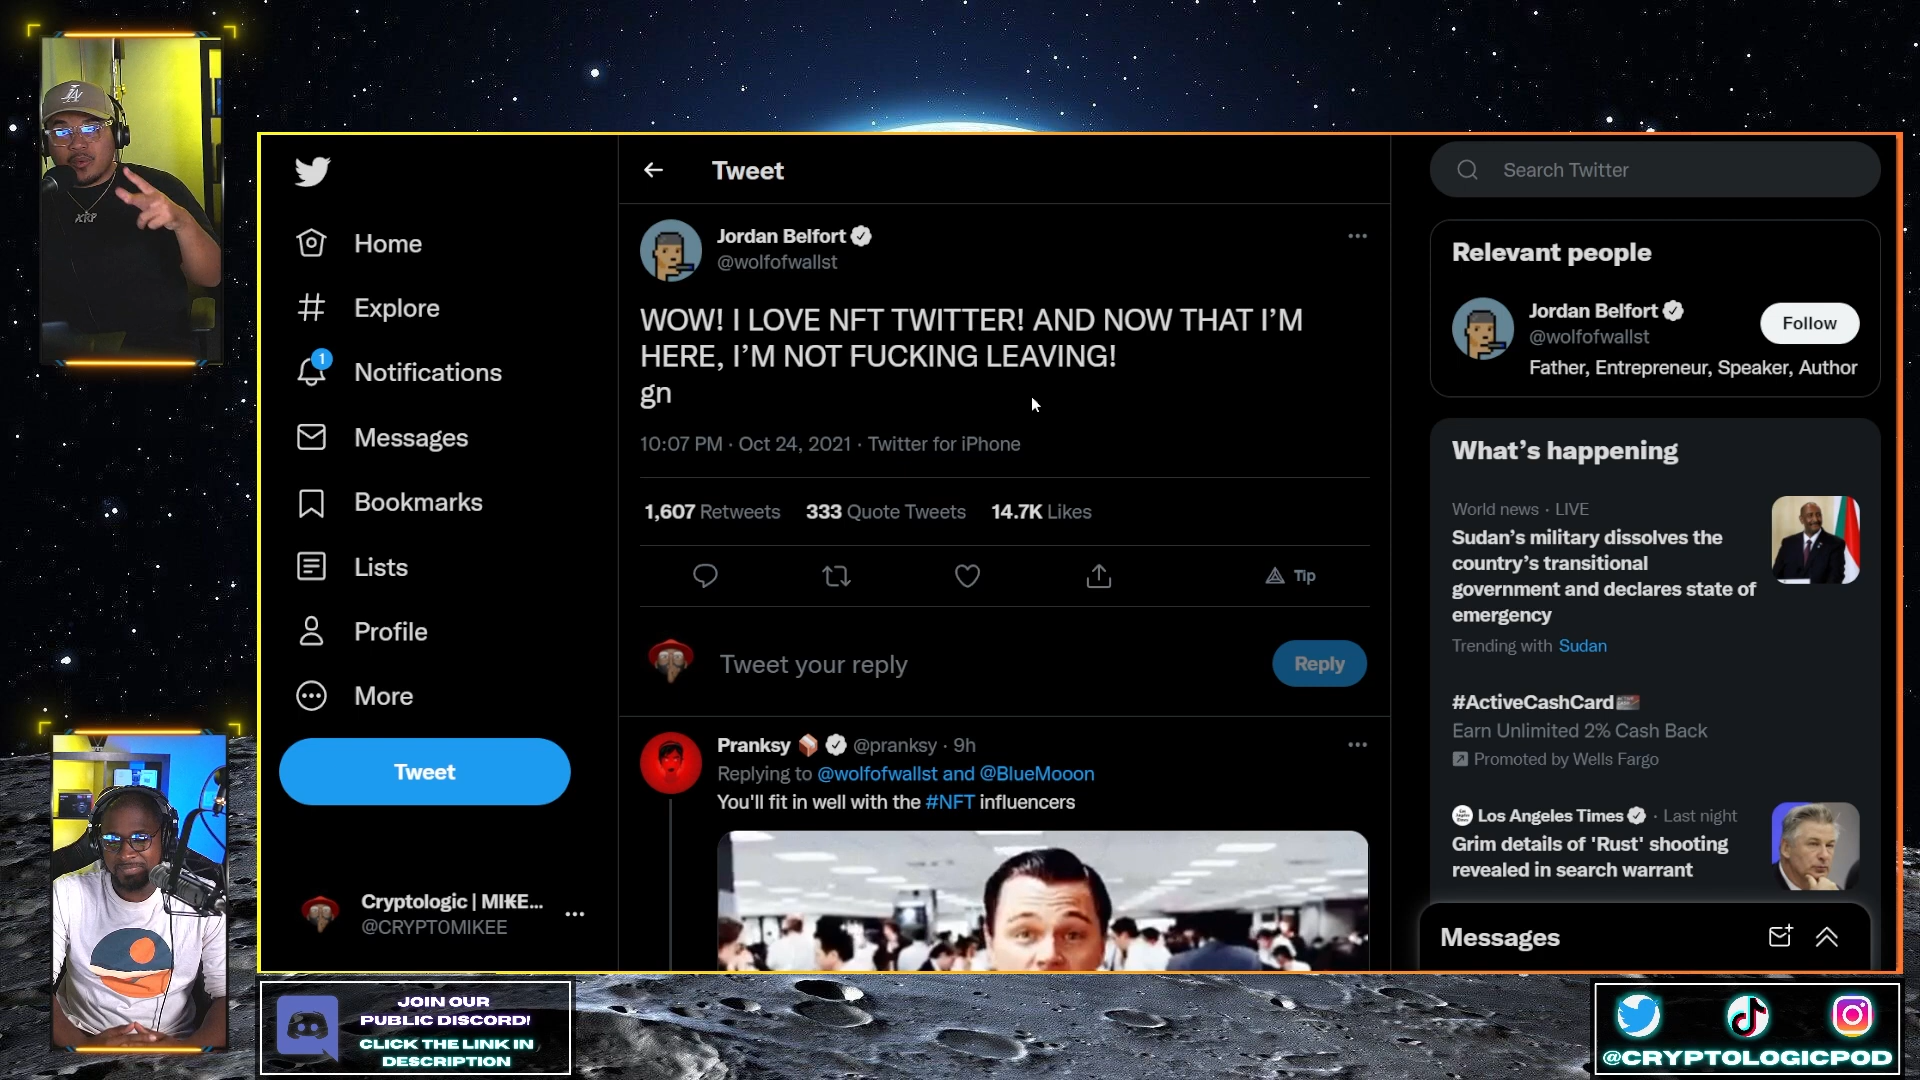 Tweet
Search Twitter
Home
Explore
1
Notifications
Messages
Bookmarks
Lists
Profile
More
Tweet
Cryptologic | MIKE...
@CRYPTOMIKEE
Jordan Belfort
@wolfofwallst
WOW! I LOVE NFT TWITTER! AND NOW THAT I'M
HERE, I'M NOT FUCKING LEAVING!
gn
10:07 PM · Oct 24, 2021 · Twitter for iPhone
1,607 Retweets 333 Quote Tweets 14.7K Likes
Tip
Tweet your reply
Reply
Pranksy @pranksy · 9h
Replying to @wolfofwallst and @BlueMooon
You'll fit in well with the #NFT influencers
Relevant people
Jordan Belfort
@wolfofwallst
Follow
Father, Entrepreneur, Speaker, Author
What's happening
World news · LIVE
Sudan's military dissolves the
country's transitional
government and declares state of
emergency
Trending with Sudan
#ActiveCashCard
Earn Unlimited 2% Cash Back
Promoted by Wells Fargo
Los Angeles Times · Last night
Grim details of 'Rust' shooting
revealed in search warrant
Messages
XRP
JOIN OUR
PUBLIC DISCORD!
CLICK THE LINK IN
DESCRIPTION
@CRYPTOLOGICPOD